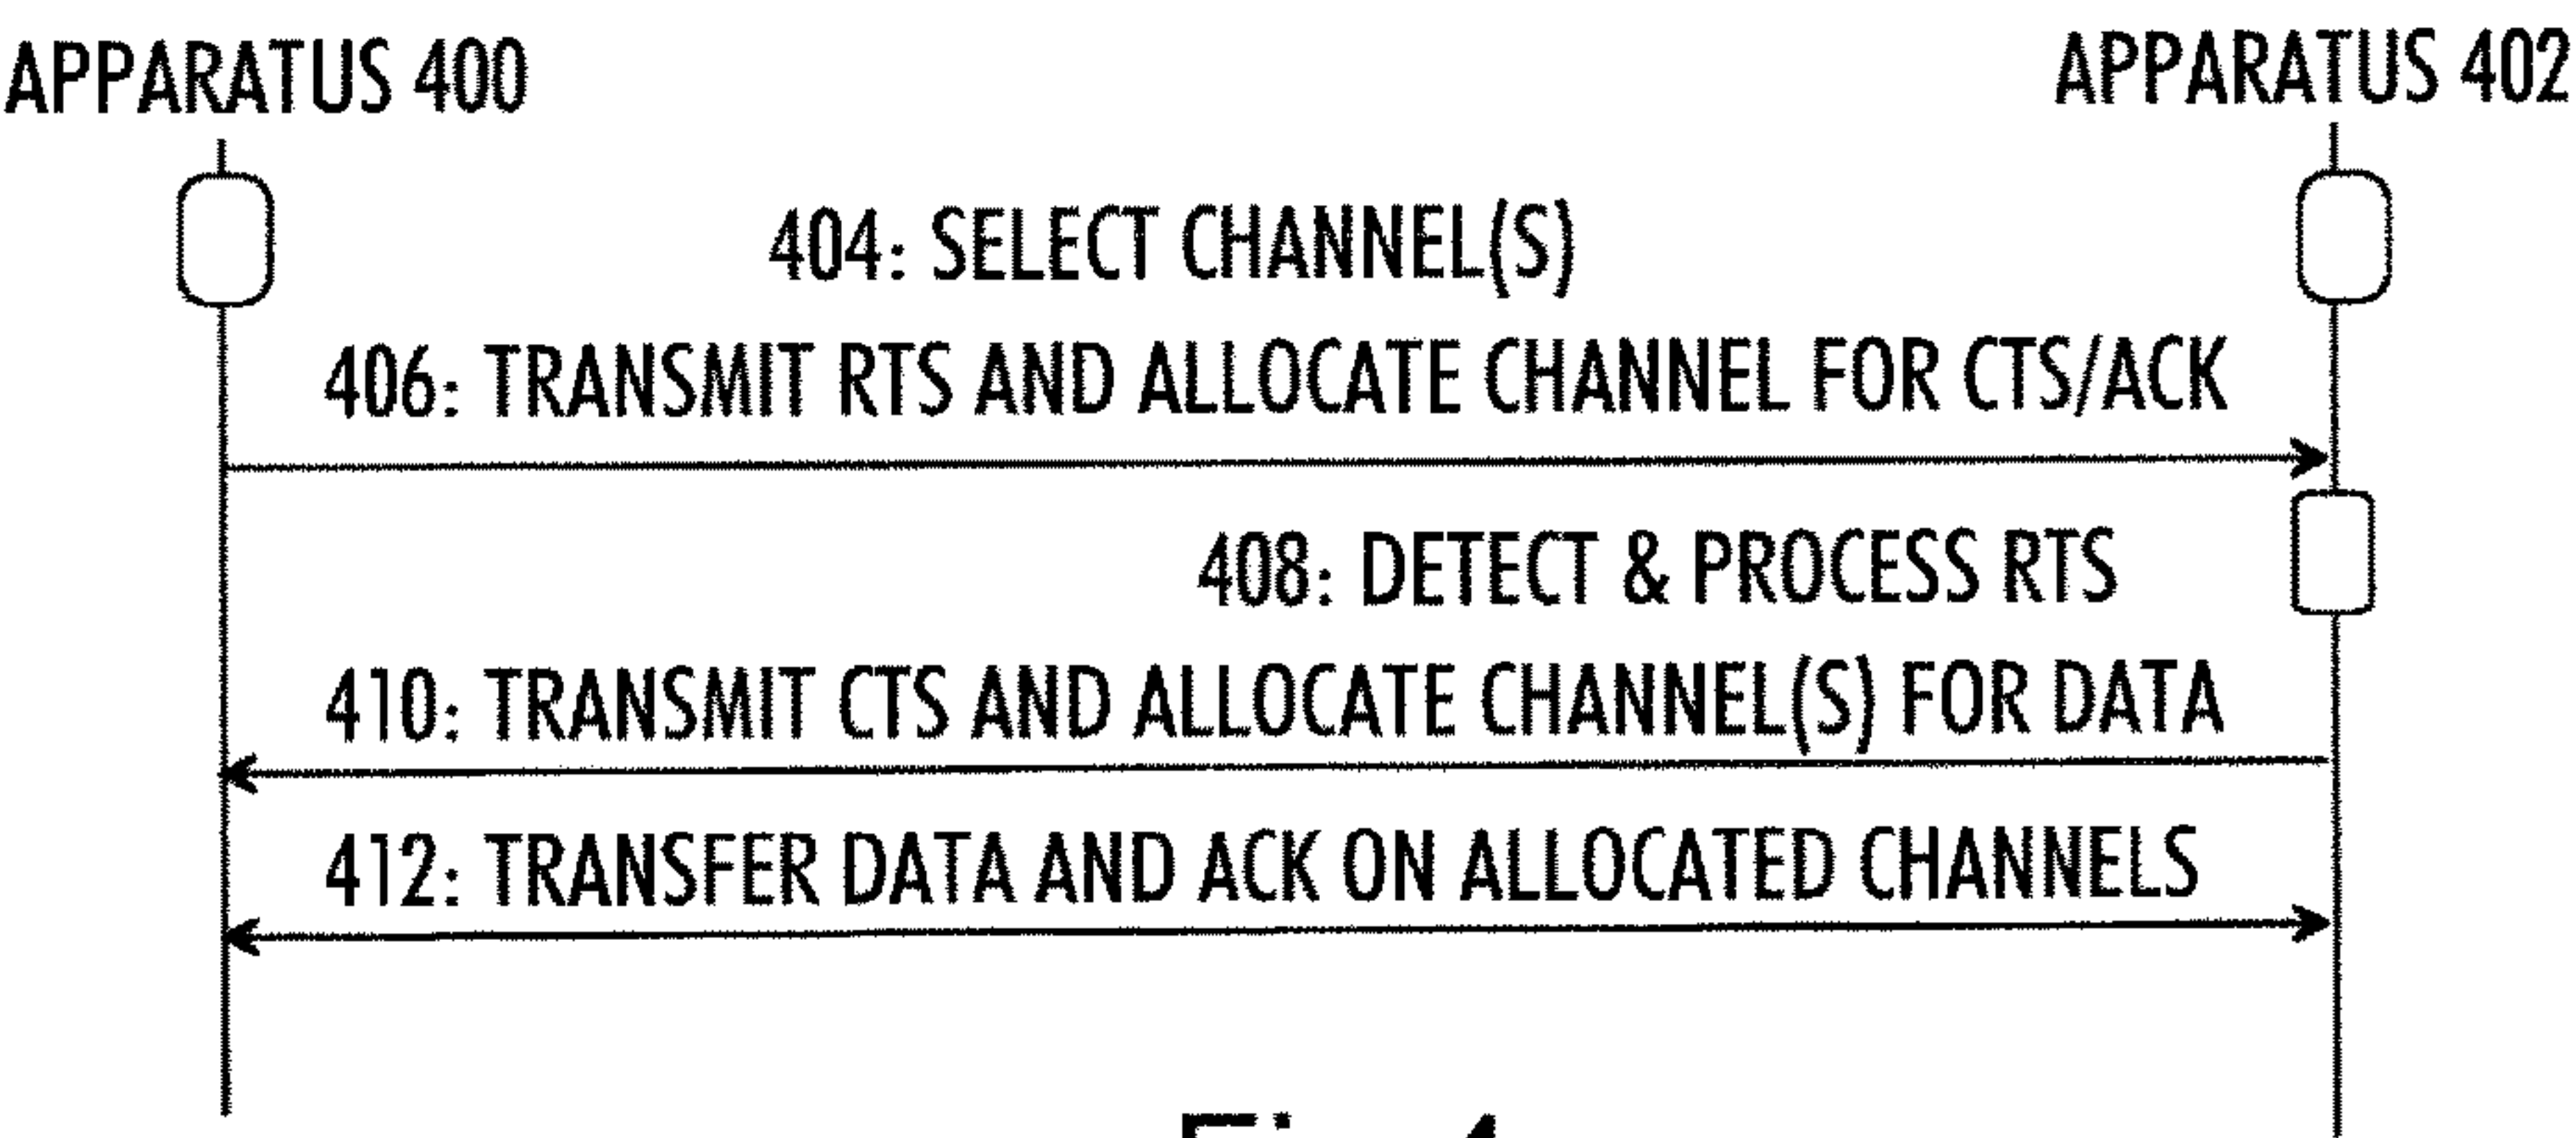 APPARATUS 400
APPARATUS 402
404: SELECT CHANNEL(S)
406: TRANSMIT RTS AND ALLOCATE CHANNEL FOR CTS/ACK
408: DETECT & PROCESS RTS
410: TRANSMIT CTS AND ALLOCATE CHANNEL(S) FOR DATA
412: TRANSFER DATA AND ACK ON ALLOCATED CHANNELS